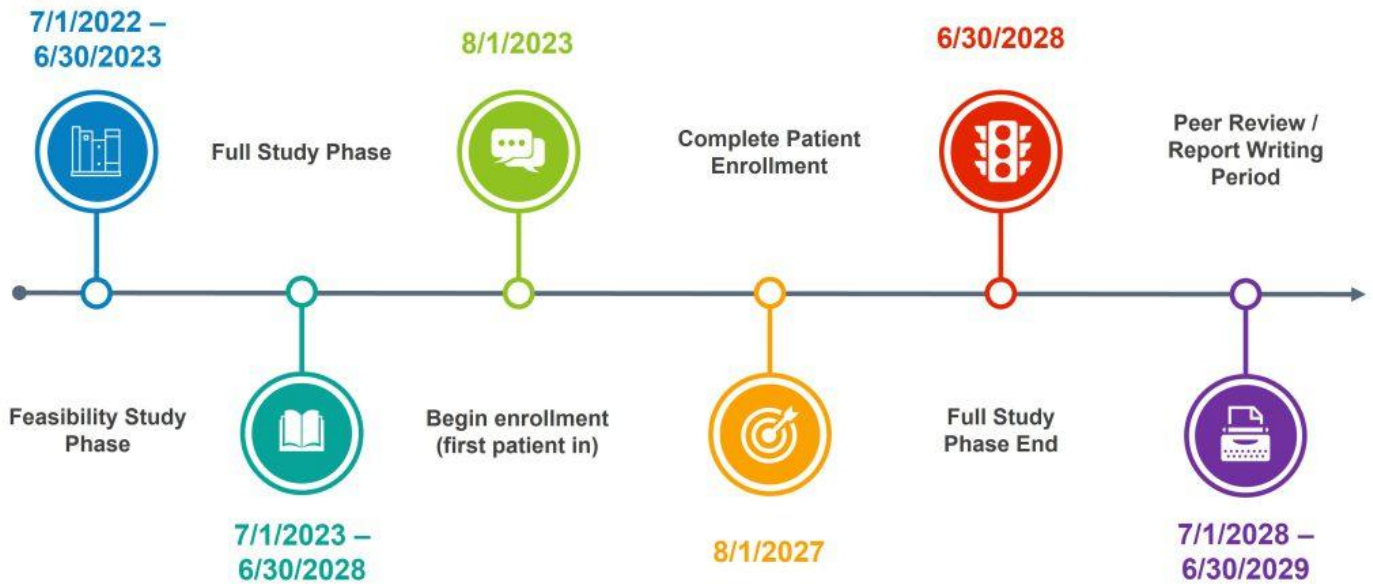 7/1/2022 –
6/30/2023
Feasibility Study
Phase
Full Study Phase
7/1/2023 –
6/30/2028
8/1/2023
Begin enrollment
(first patient in)
Complete Patient
Enrollment
8/1/2027
6/30/2028
Full Study
Phase End
Peer Review /
Report Writing
Period
7/1/2028 –
6/30/2029